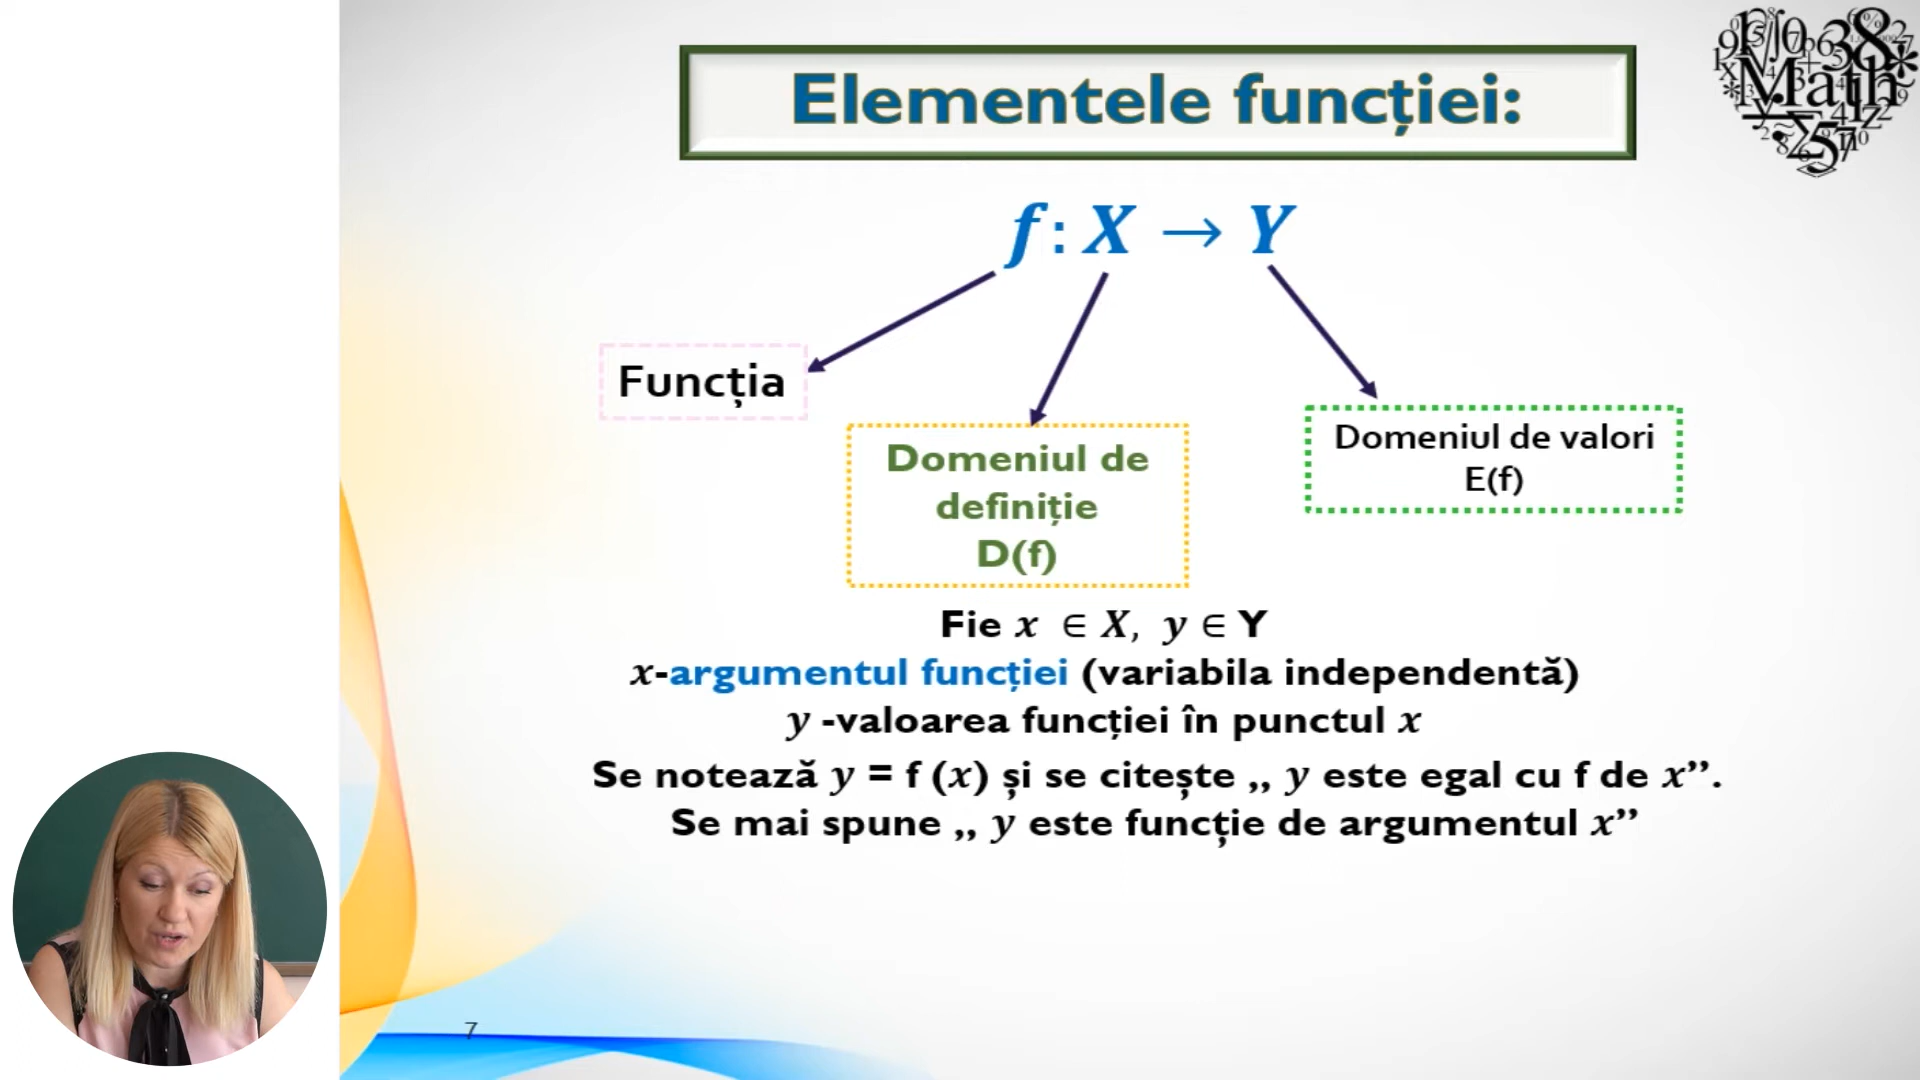 Elementele funcției:
Math
f : X → Y
Funcția
Domeniul de
definiție
D(f)
Domeniul de valori
E(f)
Fie x ∈ X, y ∈ Y
x-argumentul funcției (variabila independentă)
y -valoarea funcției în punctul x
Se notează y = f (x) și se citește ,, y este egal cu f de x”.
Se mai spune ,, y este funcție de argumentul x”
7